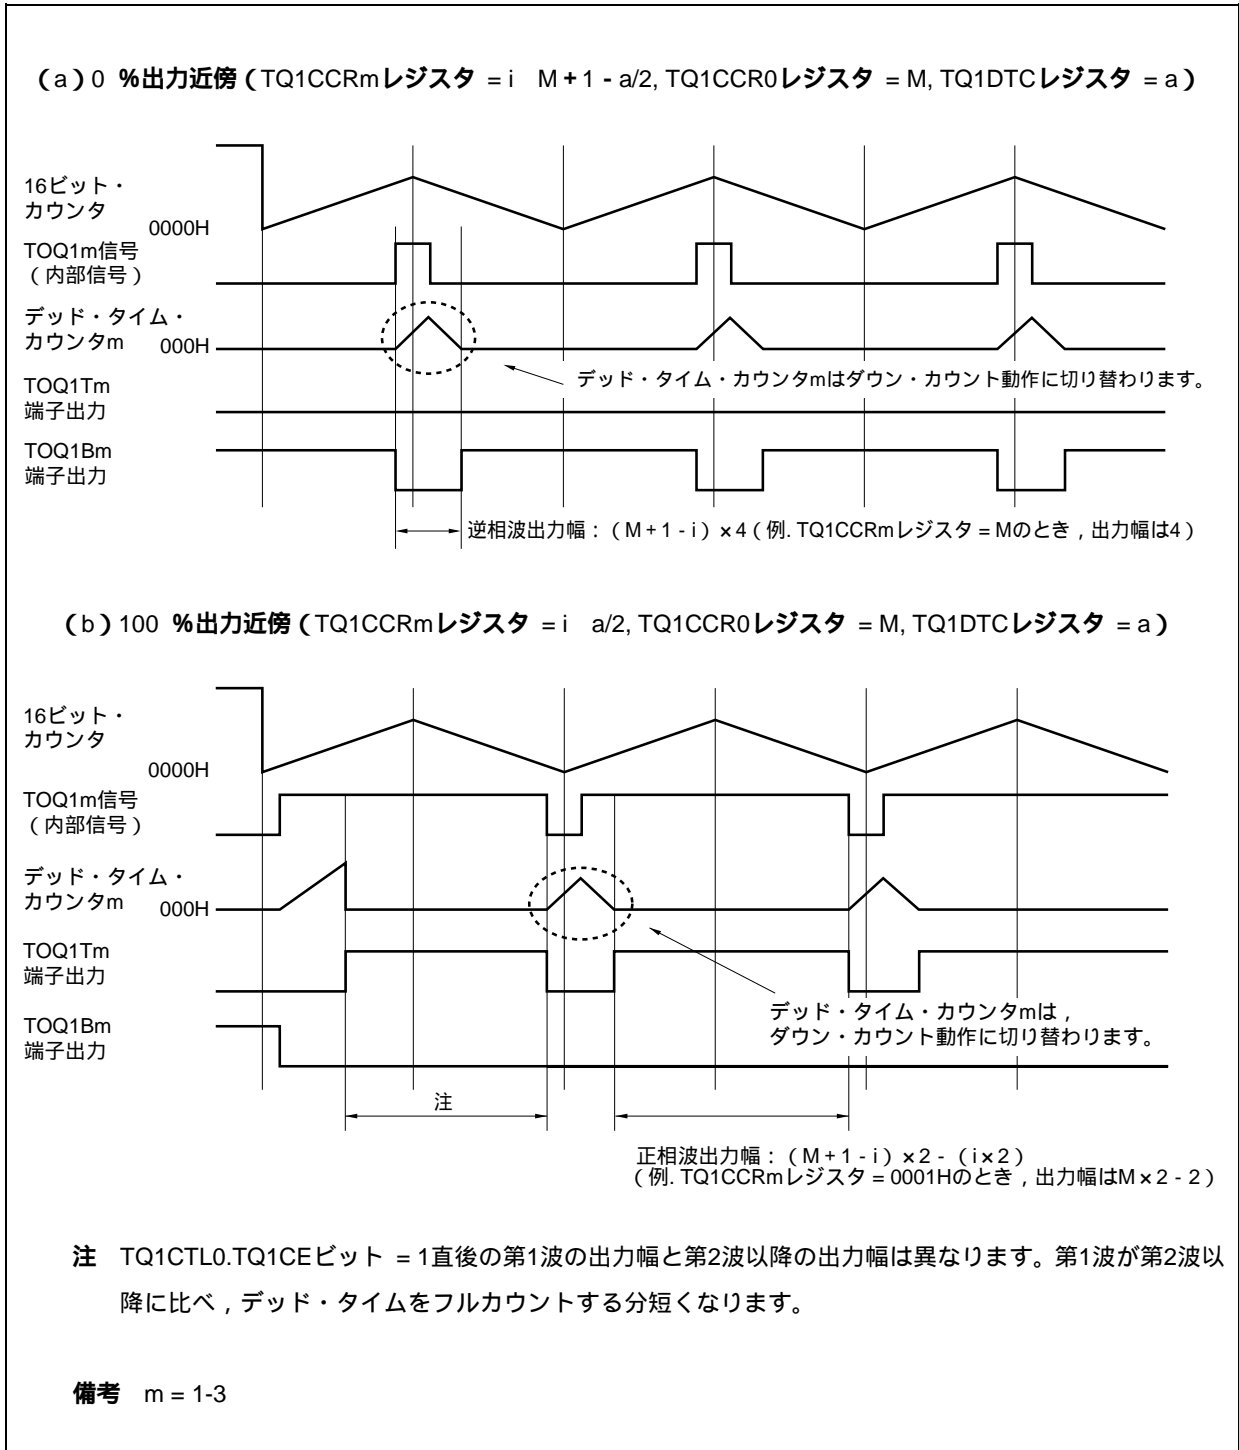 （a）0 %出力近傍（TQ1CCRmレジスタ = i　M + 1 - a/2, TQ1CCR0レジスタ = M, TQ1DTCレジスタ = a）
16ビット・
カウンタ
0000H
TOQ1m信号
（内部信号）
デッド・タイム・
カウンタm
000H
デッド・タイム・カウンタmはダウン・カウント動作に切り替わります。
TOQ1Tm
端子出力
TOQ1Bm
端子出力
逆相波出力幅：（M + 1 - i）×4（例. TQ1CCRmレジスタ = Mのとき，出力幅は4）
（b）100 %出力近傍（TQ1CCRmレジスタ = i　a/2, TQ1CCR0レジスタ = M, TQ1DTCレジスタ = a）
16ビット・
カウンタ
0000H
TOQ1m信号
（内部信号）
デッド・タイム・
カウンタm
000H
TOQ1Tm
端子出力
デッド・タイム・カウンタmは，
ダウン・カウント動作に切り替わります。
TOQ1Bm
端子出力
注
正相波出力幅：（M + 1 - i）×2 -（i×2）
（例. TQ1CCRmレジスタ = 0001Hのとき，出力幅はM×2 - 2）
注　TQ1CTL0.TQ1CEビット = 1直後の第1波の出力幅と第2波以降の出力幅は異なります。第1波が第2波以
降に比べ，デッド・タイムをフルカウントする分短くなります。
備考　m = 1-3